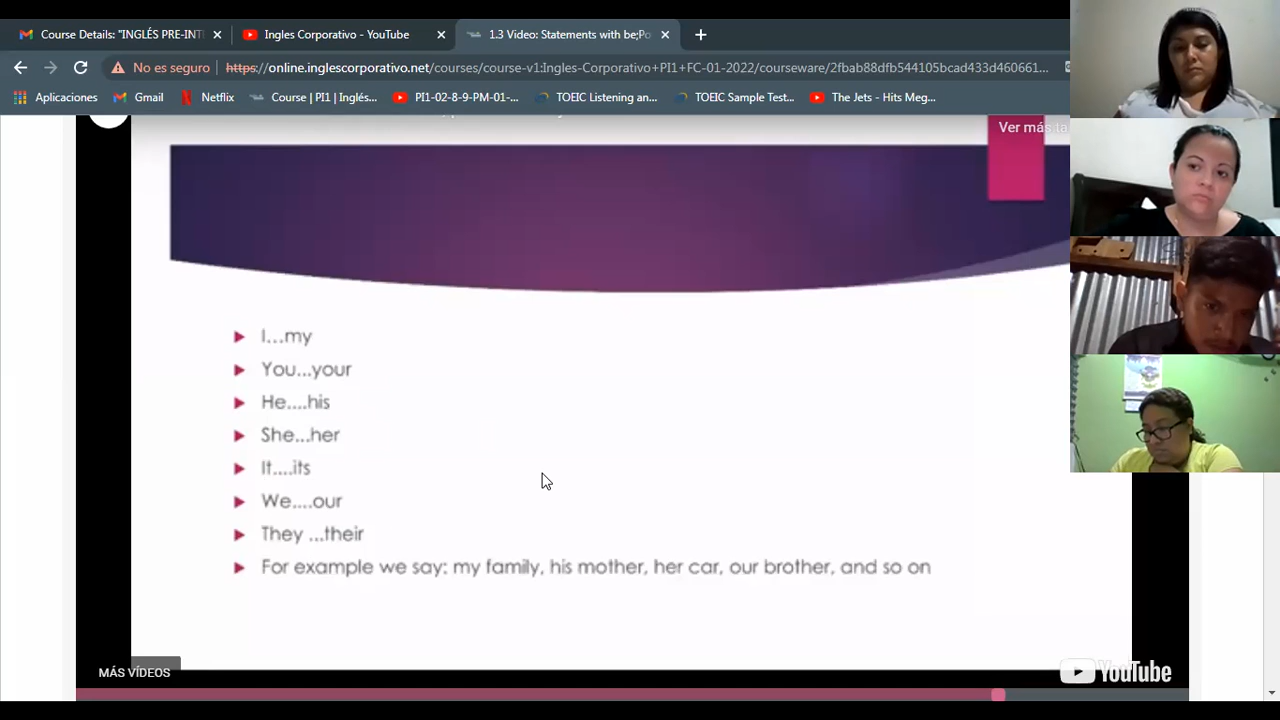 Course Details: "INGLÉS PRE-INT
Ingles Corporativo - YouTube
1.3 Video: Statements with be;Po
No es seguro
https://online.inglescorporativo.net/courses/course-v1:Ingles-Corporativo+PI1+FC-01-2022/courseware/2fbab88dfb544105bcad433d460661...
Aplicaciones
Gmail
Netflix
Course | PI1 | Inglés...
PI1-02-8-9-PM-01-...
TOEIC Listening an...
TOEIC Sample Test...
The Jets - Hits Meg...
Ver más ta
I...my
You...your
He....his
She...her
It....its
We....our
They ...their
For example we say: my family, his mother, her car, our brother, and so on
MÁS VÍDEOS
YouTube